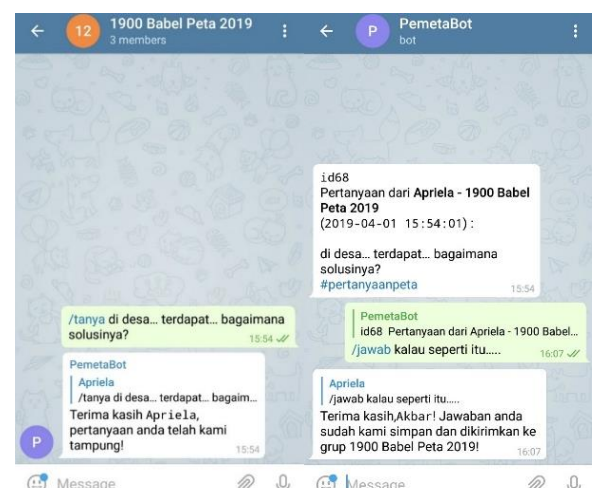 1900 Babel Peta 2019
3 members
12
/tanya di desa... terdapat... bagaimana
solusinya?
15:54
PemetaBot
Apriela
/tanya di desa... terdapat... bagaim...
Terima kasih Apriela,
pertanyaan anda telah kami
tampung!
15:54
P
Message
PemetaBot
bot
P
id68
Pertanyaan dari Apriela - 1900 Babel
Peta 2019
(2019-04-01 15:54:01):
di desa... terdapat... bagaimana
solusinya?
#pertanyaanpeta
15:54
PemetaBot
id68 Pertanyaan dari Apriela - 1900 Babel...
/jawab kalau seperti itu.....
16:07
Apriela
/jawab kalau seperti itu.....
Terima kasih,Akbar! Jawaban anda
sudah kami simpan dan dikirimkan ke
grup 1900 Babel Peta 2019!
16:07
Message